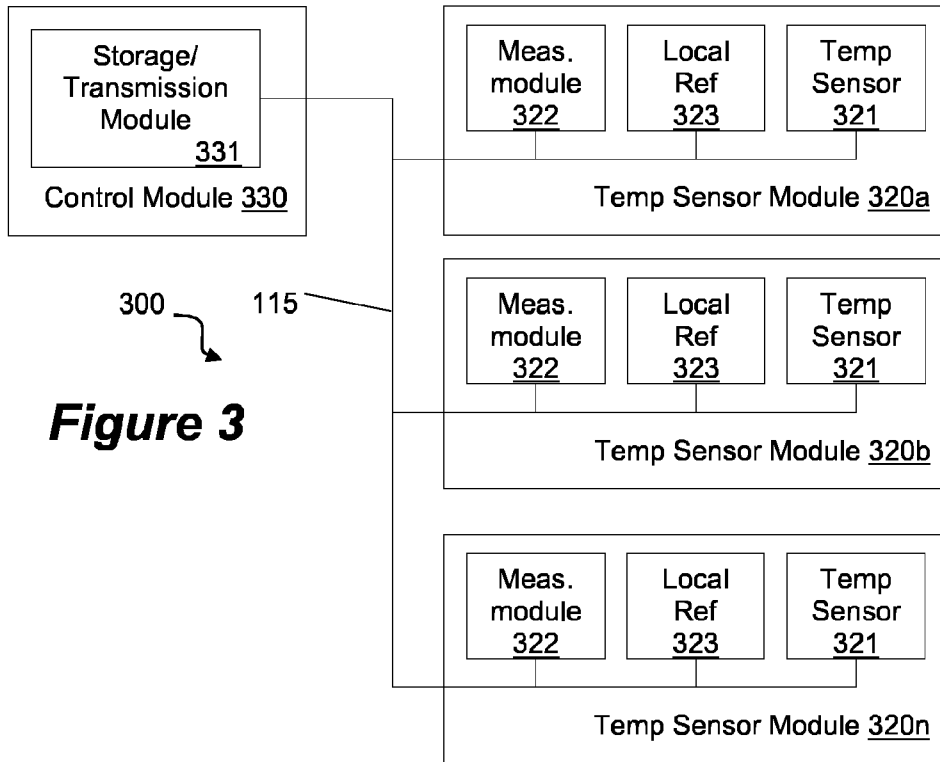 Storage/
Transmission
Module
331
Control Module 330
300
115
Figure 3
Meas.
module
322
Local
Ref
323
Temp
Sensor
321
Temp Sensor Module 320a
Meas.
module
322
Local
Ref
323
Temp
Sensor
321
Temp Sensor Module 320b
Meas.
module
322
Local
Ref
323
Temp
Sensor
321
Temp Sensor Module 320n